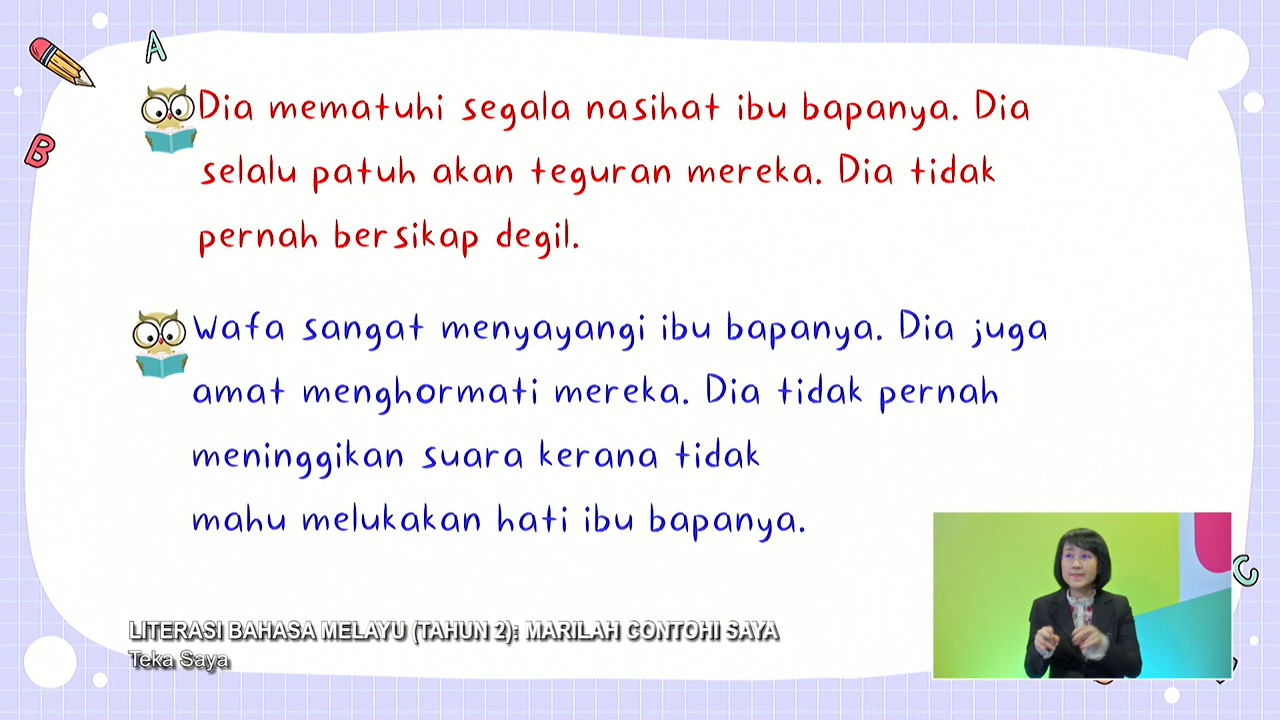 A
B
Dia mematuhi segala nasihat ibu bapanya. Dia
selalu patuh akan teguran mereka. Dia tidak
pernah bersikap degil.
Wafa sangat menyayangi ibu bapanya. Dia juga
amat menghormati mereka. Dia tidak pernah
meninggikan suara kerana tidak
mahu melukakan hati ibu bapanya.
C
LITERASI BAHASA MELAYU (TAHUN 2): MARILAH CONTOHI SAYA
Teka Saya